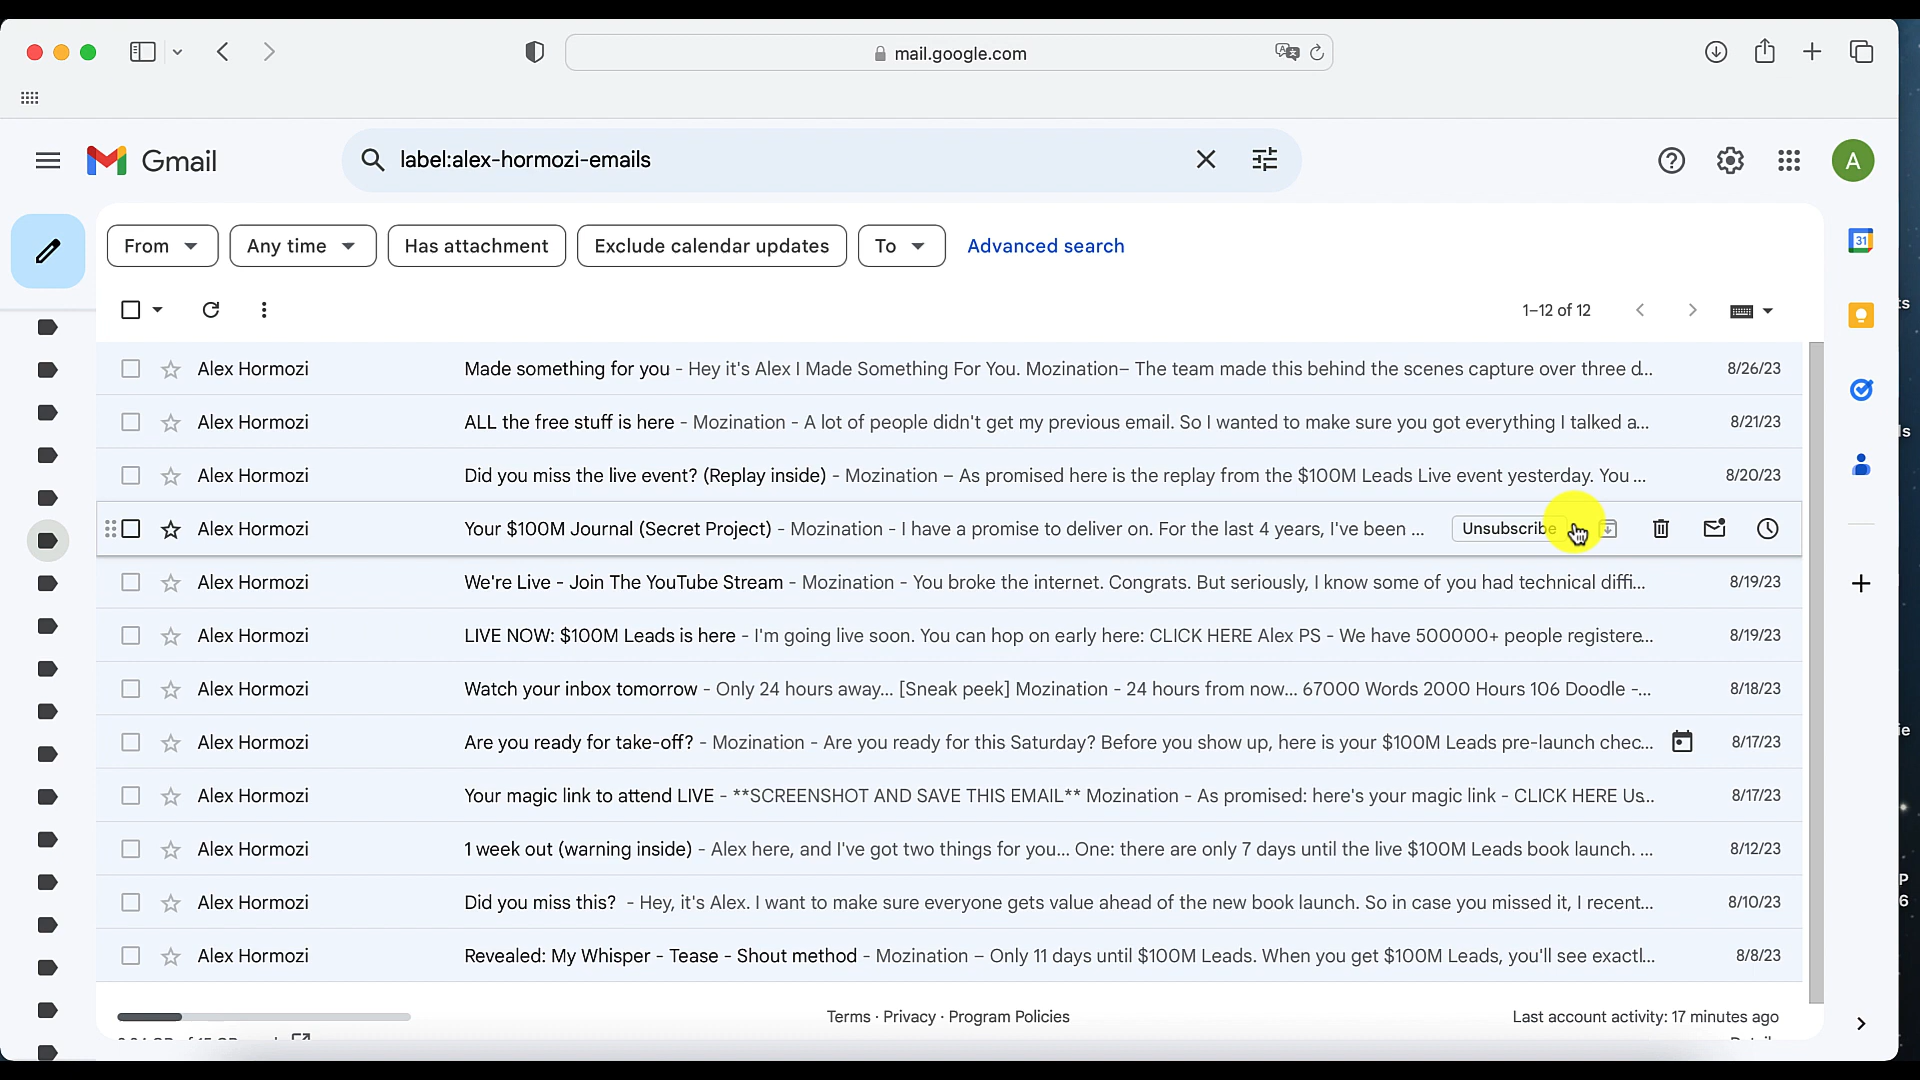 mail.google.com
Gmail
label:alex-hormozi-emails
A
From
Any time
Has attachment
Exclude calendar updates
To
Advanced search
31
1–12 of 12
Alex Hormozi Made something for you - Hey it's Alex I Made Something For You. Mozination– The team made this behind the scenes capture over three d... 8/26/23
Alex Hormozi ALL the free stuff is here - Mozination - A lot of people didn't get my previous email. So I wanted to make sure you got everything I talked a... 8/21/23
Alex Hormozi Did you miss the live event? (Replay inside) - Mozination – As promised here is the replay from the $100M Leads Live event yesterday. You ... 8/20/23
Alex Hormozi Your $100M Journal (Secret Project) - Mozination - I have a promise to deliver on. For the last 4 years, I've been ... Unsubscribe
Alex Hormozi We're Live - Join The YouTube Stream - Mozination - You broke the internet. Congrats. But seriously, I know some of you had technical diffi... 8/19/23
Alex Hormozi LIVE NOW: $100M Leads is here - I'm going live soon. You can hop on early here: CLICK HERE Alex PS - We have 500000+ people registere... 8/19/23
Alex Hormozi Watch your inbox tomorrow - Only 24 hours away... [Sneak peek] Mozination - 24 hours from now... 67000 Words 2000 Hours 106 Doodle -... 8/18/23
Alex Hormozi Are you ready for take-off? - Mozination - Are you ready for this Saturday? Before you show up, here is your $100M Leads pre-launch chec... 8/17/23
Alex Hormozi Your magic link to attend LIVE - **SCREENSHOT AND SAVE THIS EMAIL** Mozination - As promised: here's your magic link - CLICK HERE Us... 8/17/23
Alex Hormozi 1 week out (warning inside) - Alex here, and I've got two things for you... One: there are only 7 days until the live $100M Leads book launch. ... 8/12/23
Alex Hormozi Did you miss this? - Hey, it's Alex. I want to make sure everyone gets value ahead of the new book launch. So in case you missed it, I recent... 8/10/23
Alex Hormozi Revealed: My Whisper - Tease - Shout method - Mozination – Only 11 days until $100M Leads. When you get $100M Leads, you'll see exactl... 8/8/23
Terms · Privacy · Program Policies
Last account activity: 17 minutes ago